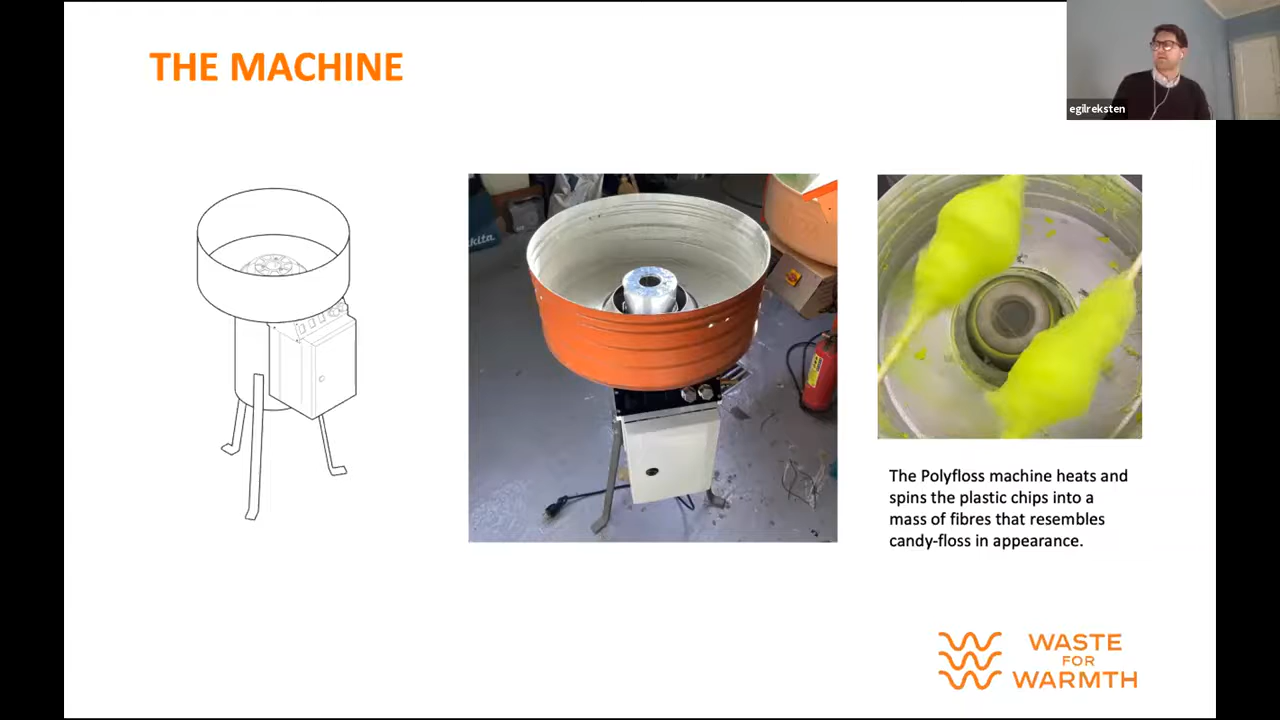 THE MACHINE
egilreksten
The Polyfloss machine heats and
spins the plastic chips into a
mass of fibres that resembles
candy-floss in appearance.
WASTE
FOR
WARMTH